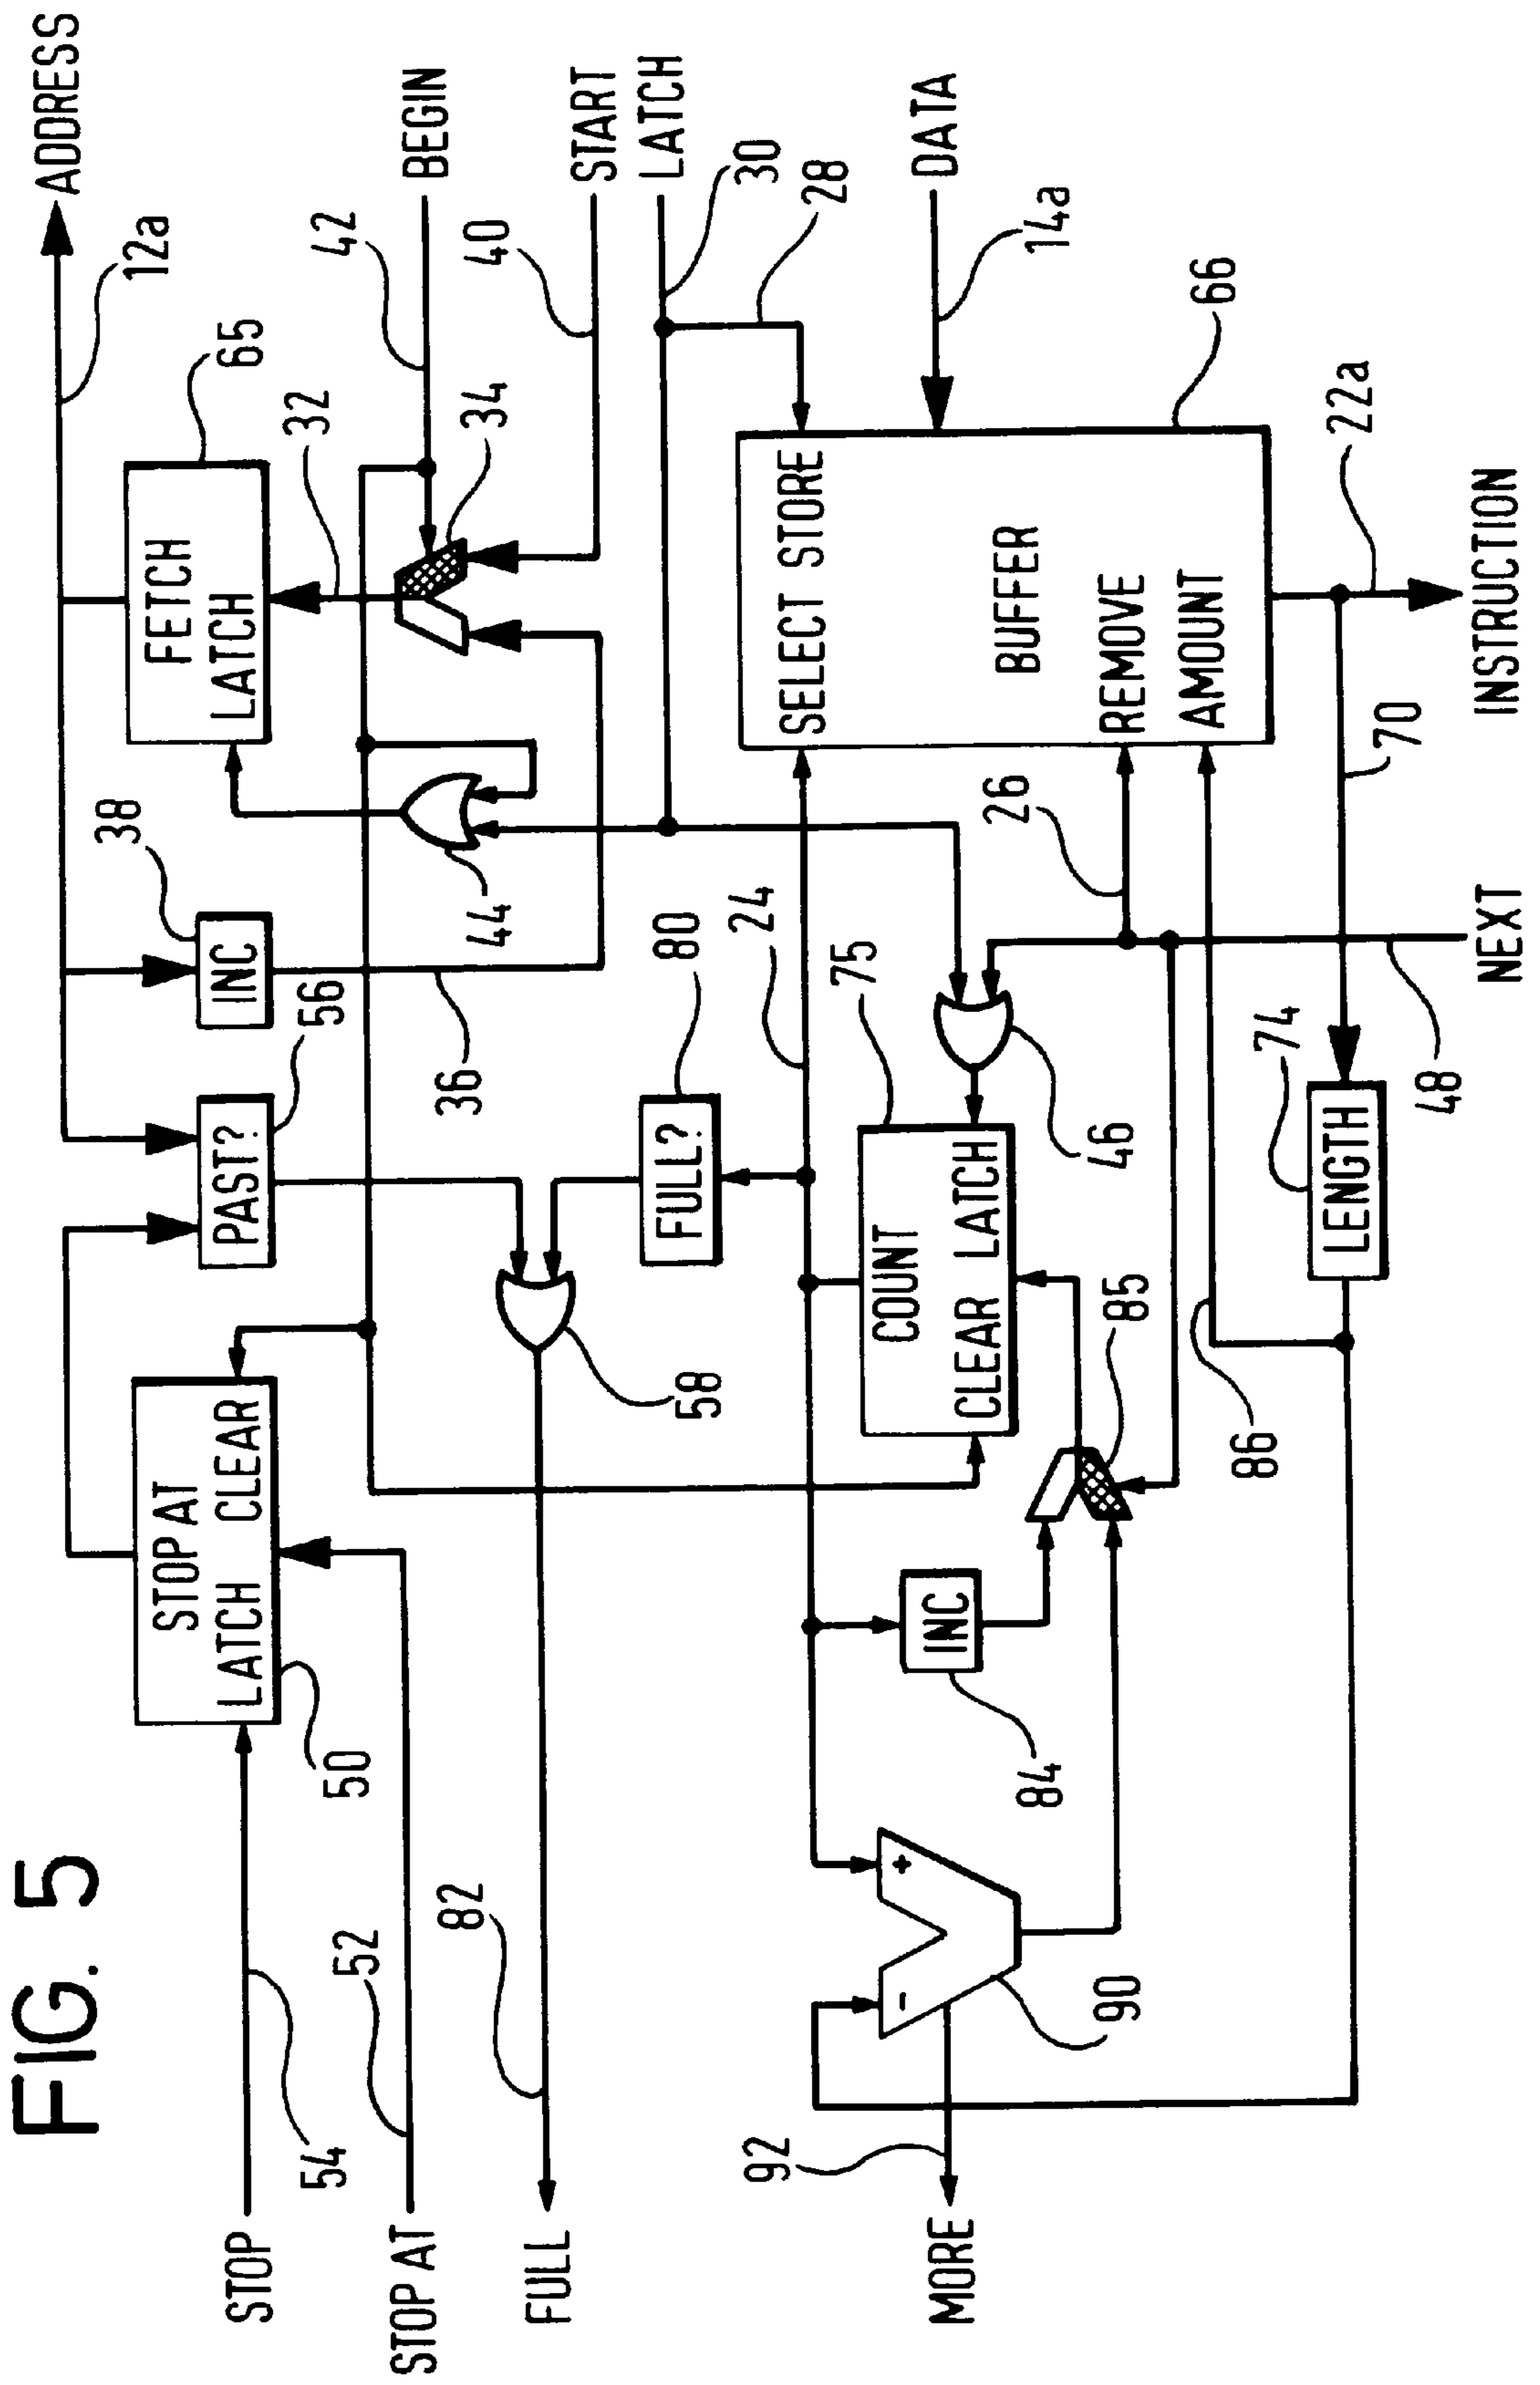 FIG. 5
STOP
54
STOP AT
52
FULL
82
MORE
92
STOP AT
LATCH CLEAR
50
PAST?
56
INC
38
FETCH
LATCH
65
12a
ADDRESS
32
34
42
BEGIN
40
START
LATCH
30
28
36
44
58
FULL?
80
24
COUNT
CLEAR LATCH
75
46
85
INC
84
+
-
90
SELECT STORE
BUFFER
REMOVE
AMOUNT
66
14a
DATA
26
86
LENGTH
74
48
NEXT
70
22a
INSTRUCTION